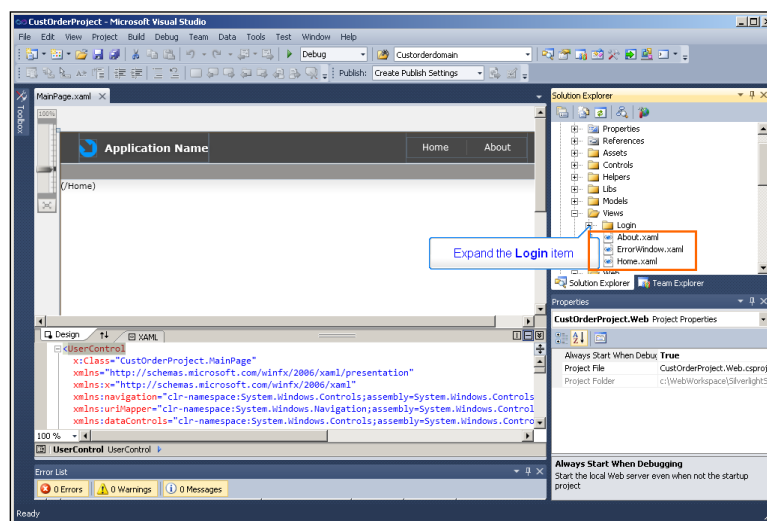 CustOrderProject - Microsoft Visual Studio
File Edit View Project Build Debug Team Data Tools Test Window Help
Debug Custorderdomain
Publish: Create Publish Settings
Toolbox
MainPage.xaml
100%
Application Name Home About
(/Home)
Design XAML
<UserControl
x:Class="CustOrderProject.MainPage"
xmlns="http://schemas.microsoft.com/winfx/2006/xaml/presentation"
xmlns:x="http://schemas.microsoft.com/winfx/2006/xaml"
xmlns:navigation="clr-namespace:System.Windows.Controls;assembly=System.Windows.Controls
xmlns:uriMapper="clr-namespace:System.Windows.Navigation;assembly=System.Windows.Control
xmlns:dataControls="clr-namespace:System.Windows.Controls;assembly=System.Windows.Contro
100 %
UserControl UserControl
Error List
0 Errors 0 Warnings 0 Messages
Ready
Solution Explorer
Properties
References
Assets
Controls
Helpers
Libs
Models
Views
Login
About.xaml
ErrorWindow.xaml
Home.xaml
Web
Expand the Login item
Solution Explorer Team Explorer
Properties
CustOrderProject.Web Project Properties
Always Start When Debug True
Project File CustOrderProject.Web.csproj
Project Folder c:\WebWorkspace\SilverlightS
Always Start When Debugging
Start the local Web server even when not the startup
project